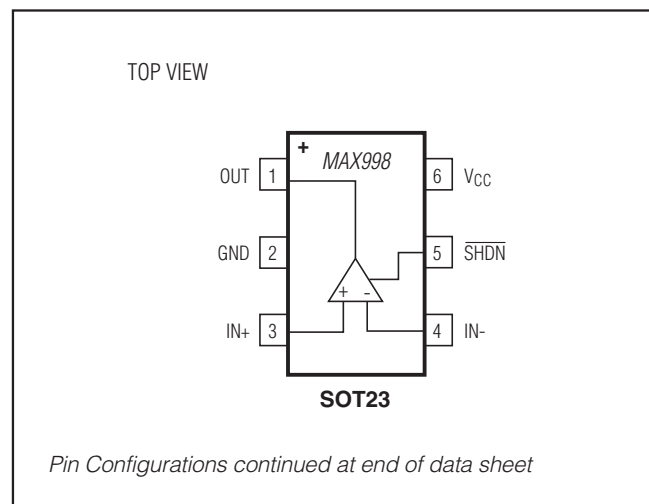 TOP VIEW
+
MAX998
OUT 1
6 VCC
GND 2
5 S̅H̅D̅N̅
+ -
IN+ 3
4 IN-
SOT23
Pin Configurations continued at end of data sheet